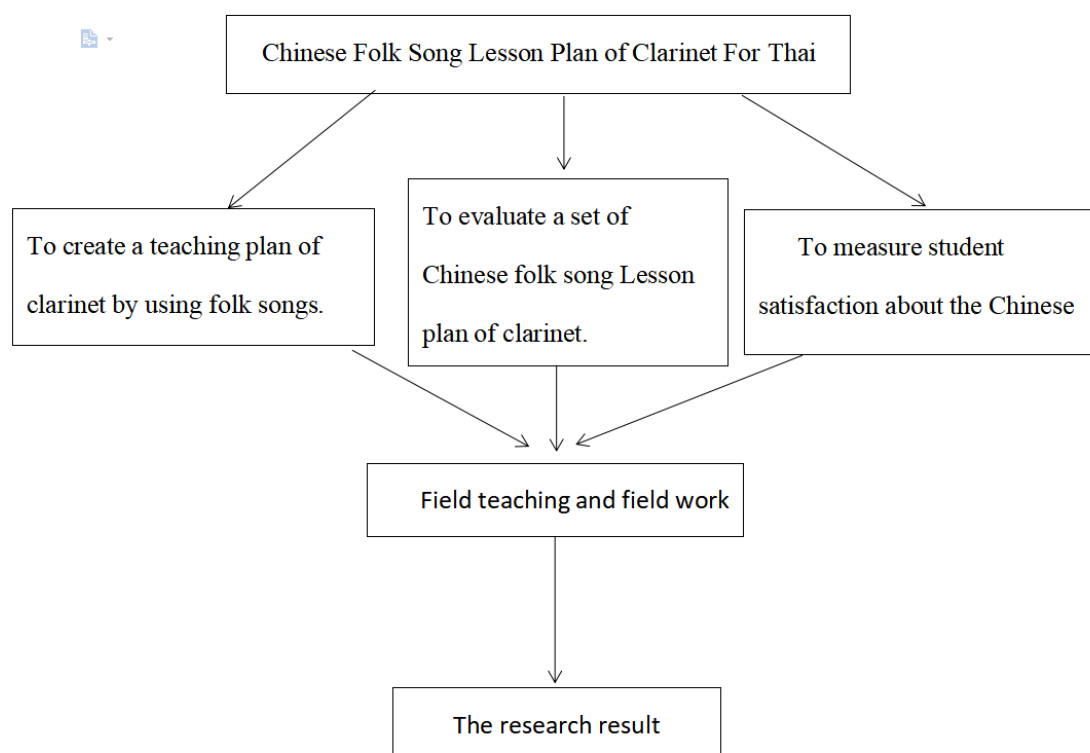 Chinese Folk Song Lesson Plan of Clarinet For Thai
To create a teaching plan of
clarinet by using folk songs.
To evaluate a set of
Chinese folk song Lesson
plan of clarinet.
To measure student
satisfaction about the Chinese
Field teaching and field work
The research result